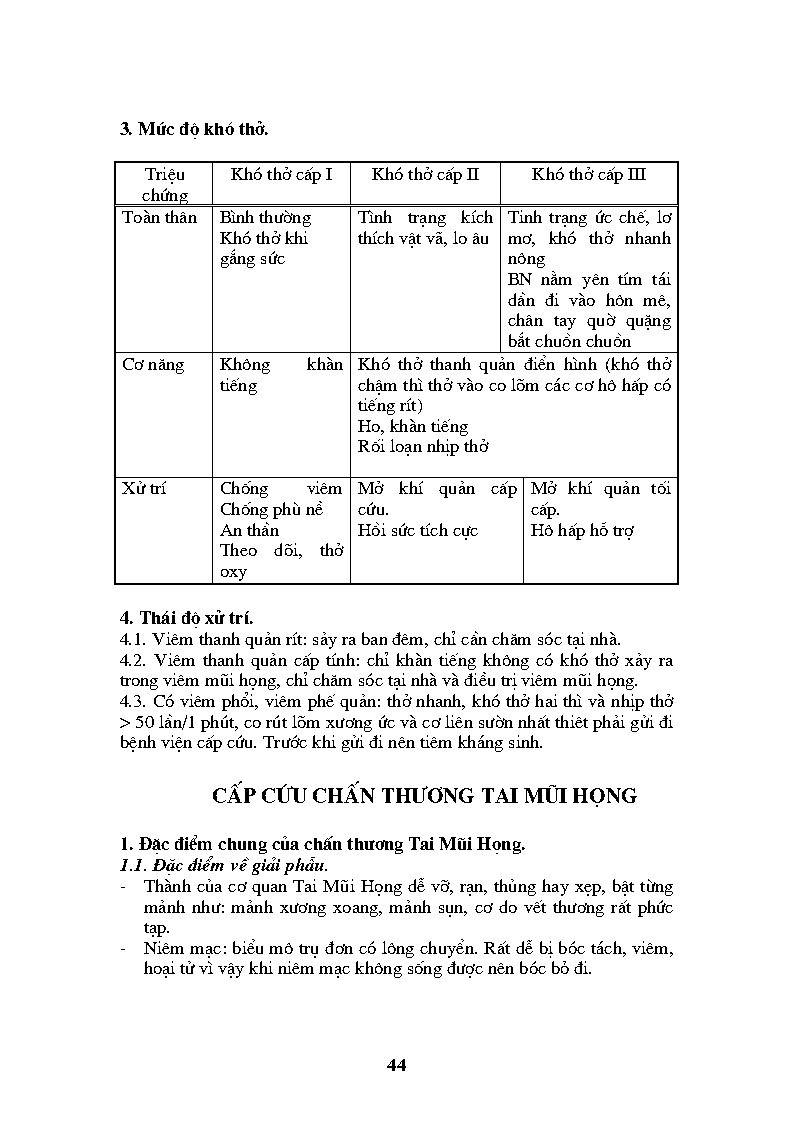 3. Mức độ khó thở.
Triệu chứng
Khó thở cấp I
Khó thở cấp II
Khó thở cấp III
Toàn thân
Bình thường
Khó thở khi
gắng sức
Tình trạng kích
thích vật vã, lo âu
Tình trạng ức chế, lơ
mơ, khó thở nhanh
nông
BN nằm yên tím tái
dần đi vào hôn mê,
chân tay quờ quạng
bắt chuồn chuồn
Cơ năng
Không khàn
tiếng
Khó thở thanh quản điển hình (khó thở
chậm thì thở vào co lõm các cơ hô hấp có
tiếng rít)
Ho, khàn tiếng
Rối loạn nhịp thở
Xử trí
Chống viêm
Chống phù nề
An thần
Theo dõi, thở
oxy
Mở khí quản cấp
cứu.
Hồi sức tích cực
Mở khí quản tối
cấp.
Hô hấp hỗ trợ
4. Thái độ xử trí.
4.1. Viêm thanh quản rít: sảy ra ban đêm, chỉ cần chăm sóc tại nhà.
4.2. Viêm thanh quản cấp tính: chỉ khàn tiếng không có khó thở xảy ra
trong viêm mũi họng, chỉ chăm sóc tại nhà và điều trị viêm mũi họng.
4.3. Có viêm phổi, viêm phế quản: thở nhanh, khó thở hai thì và nhịp thở
> 50 lần/1 phút, co rút lõm xương ức và cơ liên sườn nhất thiêt phải gửi đi
bệnh viện cấp cứu. Trước khi gửi đi nên tiêm kháng sinh.
CẤP CỨU CHẤN THƯƠNG TAI MŨI HỌNG
1. Đặc điểm chung của chấn thương Tai Mũi Họng.
1.1. Đặc điểm về giải phẫu.
- Thành của cơ quan Tai Mũi Họng dễ vỡ, rạn, thủng hay xẹp, bật từng
mảnh như: mảnh xương xoang, mảnh sụn, cơ do vết thương rất phức
tạp.
- Niêm mạc: biểu mô trụ đơn có lông chuyển. Rất dễ bị bóc tách, viêm,
hoại tử vì vậy khi niêm mạc không sống được nên bóc bỏ đi.
44